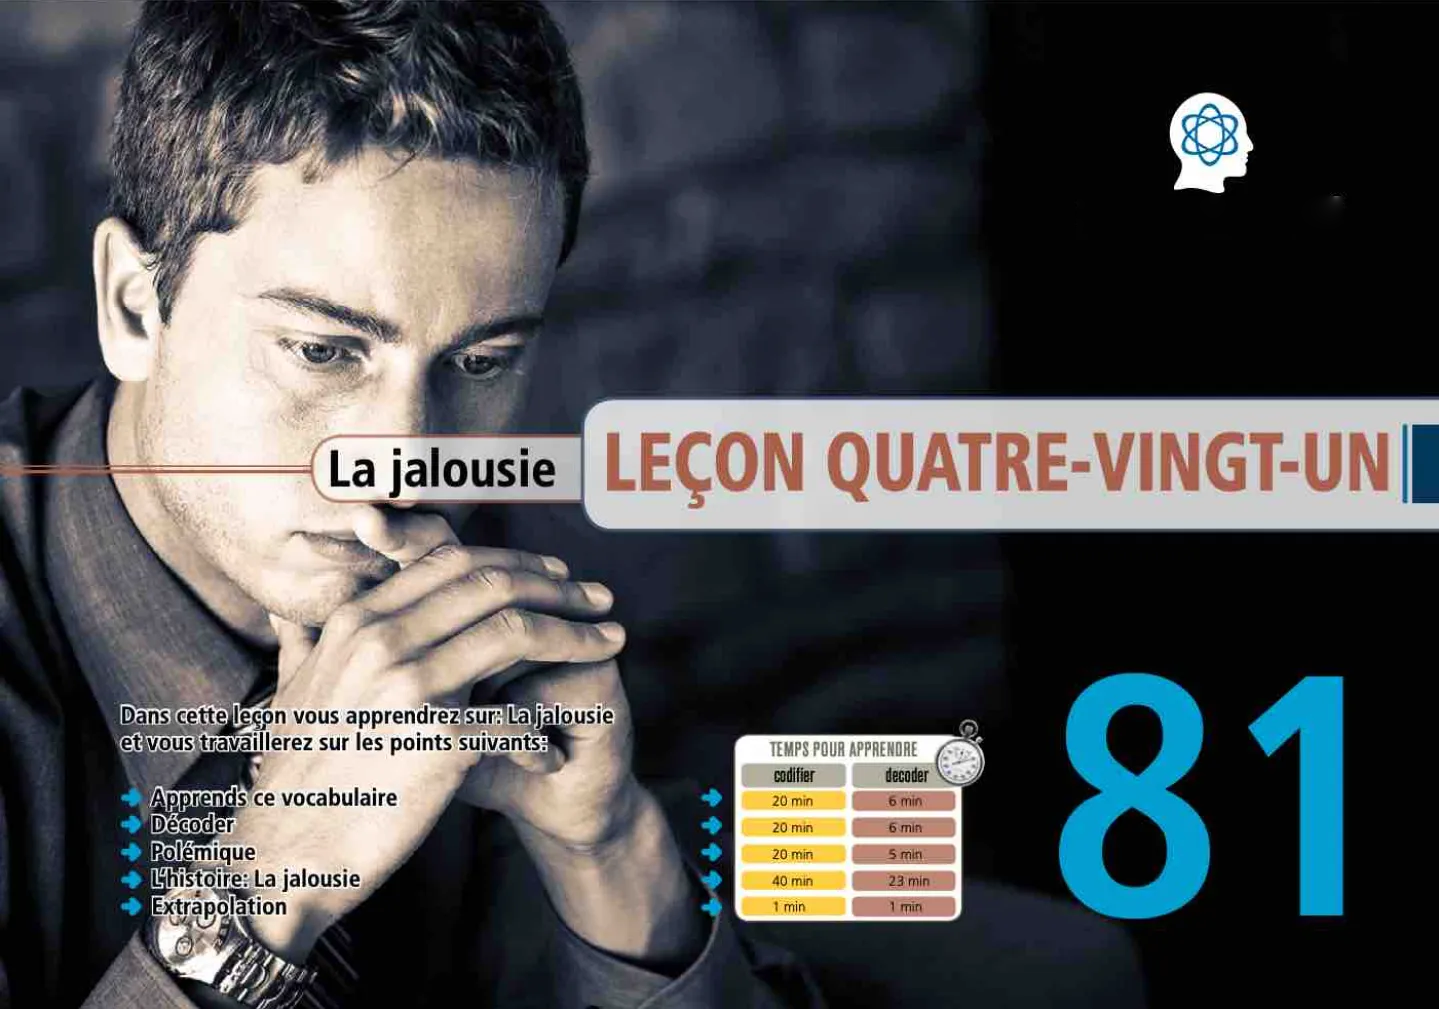 La jalousie
LEÇON QUATRE-VINGT-UN
Dans cette leçon vous apprendrez sur: La jalousie
et vous travaillerez sur les points suivants:
Apprends ce vocabulaire
Décoder
Polémique
L'histoire: La jalousie
Extrapolation
TEMPS POUR APPRENDRE
codifier decoder
20 min 6 min
20 min 6 min
20 min 5 min
40 min 23 min
1 min 1 min
81